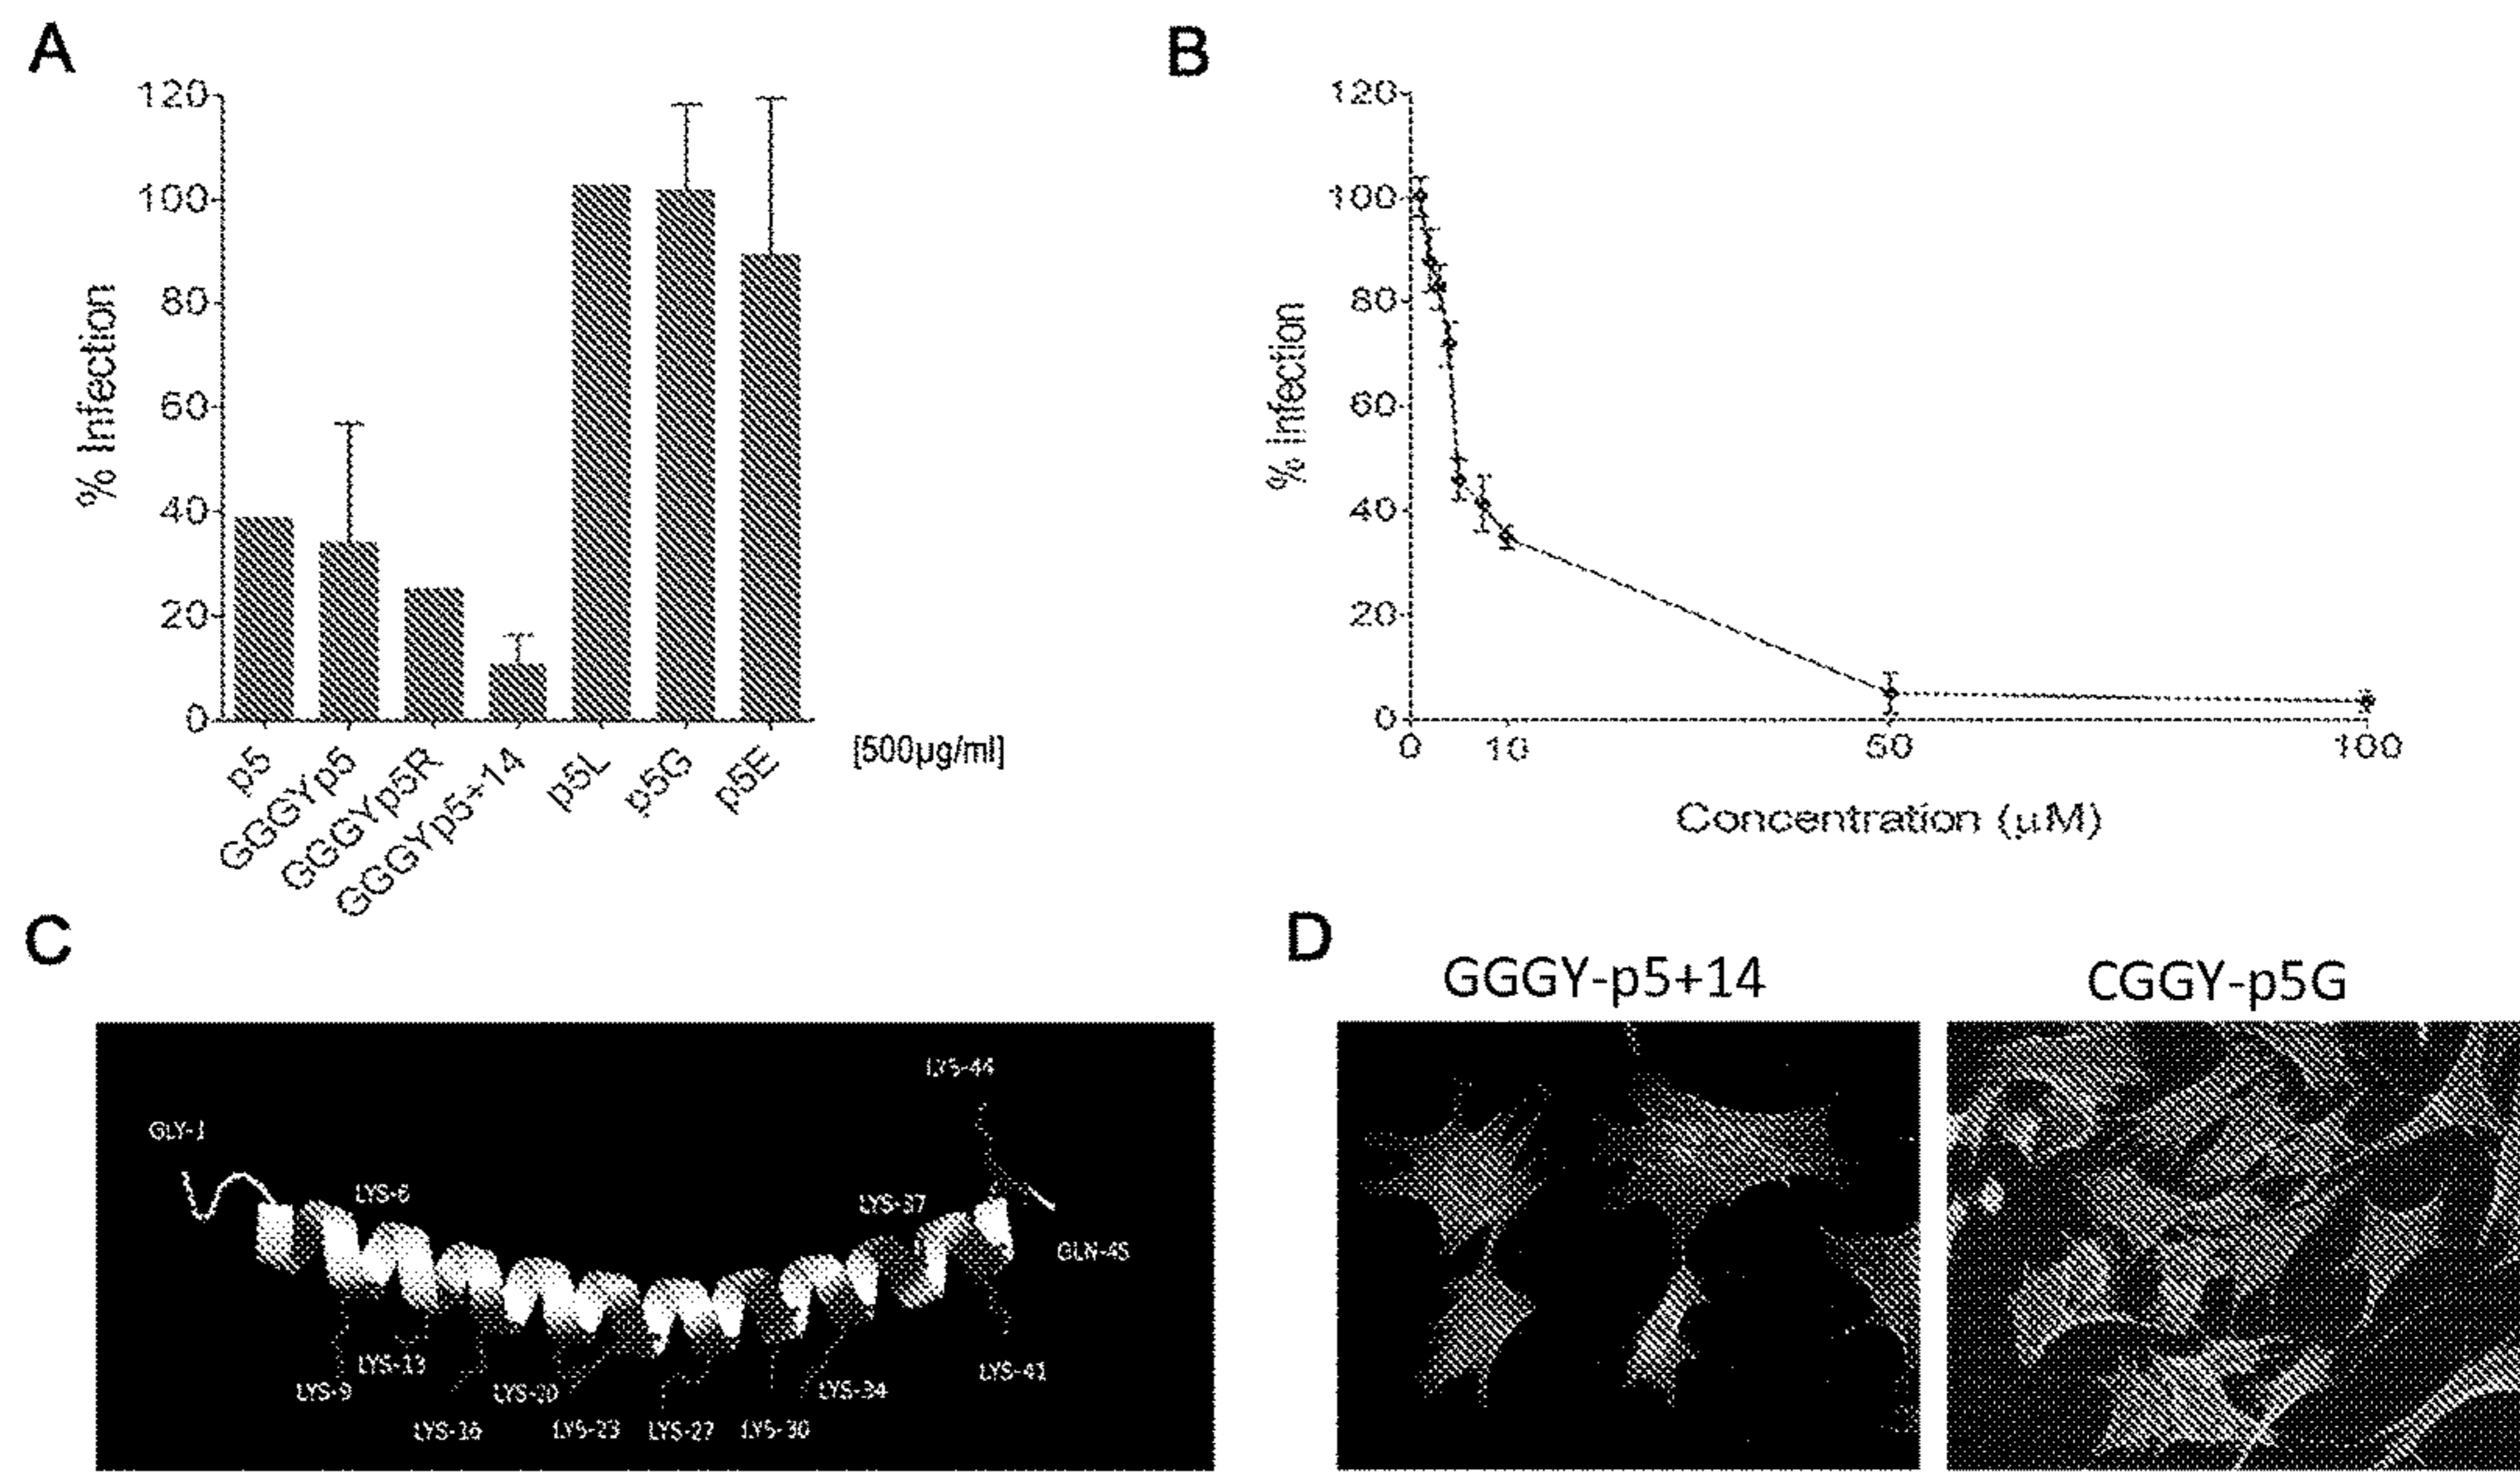 A
120
100
80
60
40
20
0
% Infection
p5
GGGYp5
GGGYp5R
GGGYp5+14
p5L
p5G
p5E
[500µg/ml]
B
120
100
80
60
40
20
0
% Infection
0 10 50 100
Concentration (µM)
C
LYS-44
GLY-1
LYS-6
LYS-37
GLN-45
LYS-13
LYS-41
LYS-9
LYS-20
LYS-34
LYS-16
LYS-23
LYS-27
LYS-30
D
GGGY-p5+14
CGGY-p5G